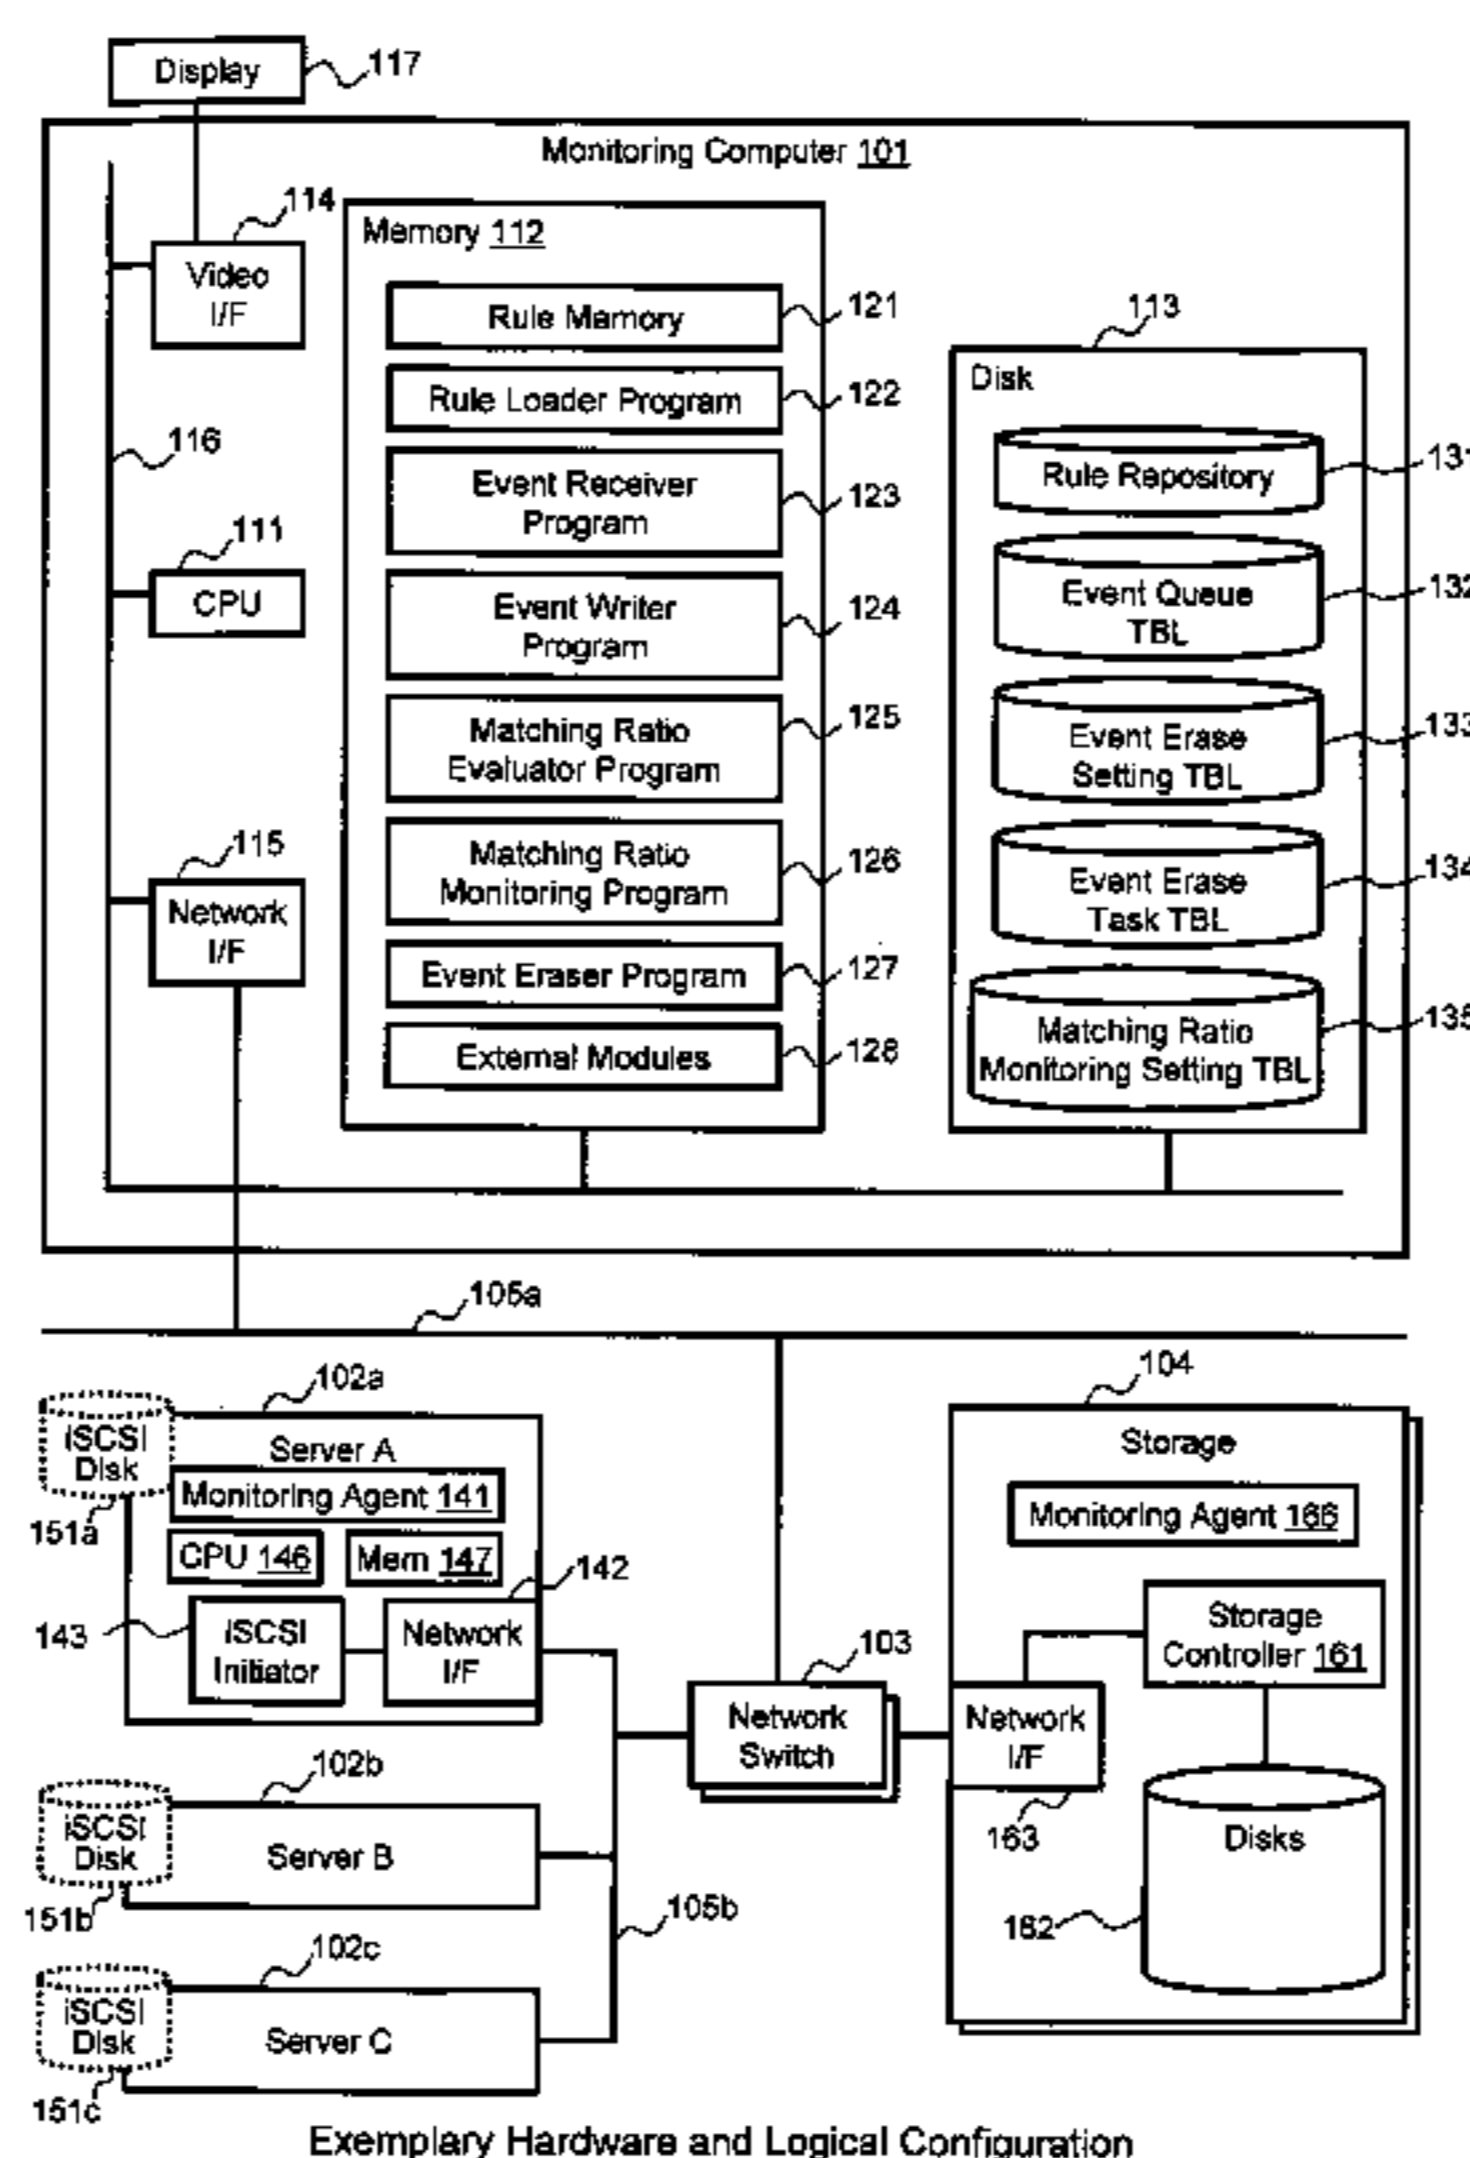 Display
117
Monitoring Computer 101
114
Video
I/F
Memory 112
Rule Memory
121
Rule Loader Program
122
Event Receiver
Program
123
Event Writer
Program
124
Matching Ratio
Evaluator Program
125
Matching Ratio
Monitoring Program
126
Event Eraser Program
127
External Modules
128
116
111
CPU
115
Network
I/F
113
Disk
Rule Repository
131
Event Queue
TBL
132
Event Erase
Setting TBL
133
Event Erase
Task TBL
134
Matching Ratio
Monitoring Setting TBL
135
105a
102a
iSCSI
Disk
151a
Server A
Monitoring Agent 141
CPU 146
Mem 147
142
143
iSCSI
Initiator
Network
I/F
102b
iSCSI
Disk
151b
Server B
102c
iSCSI
Disk
151c
Server C
105b
103
Network
Switch
104
Storage
Monitoring Agent 166
Storage
Controller 161
Network
I/F
163
Disks
162
Exemplary Hardware and Logical Configuration